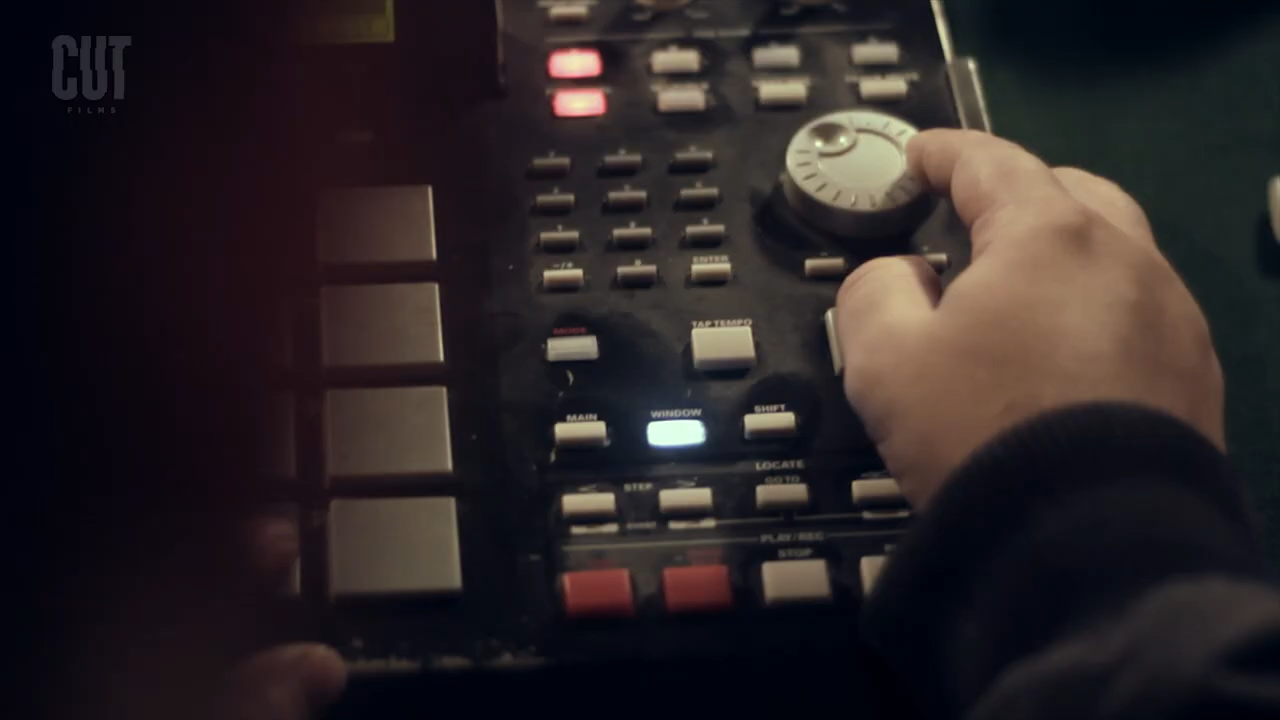 CUT
FILMS
-/+
ENTER
MODE
TAP TEMPO
MAIN
WINDOW
SHIFT
LOCATE
< STEP >
GO TO
PLAY/REC
STOP